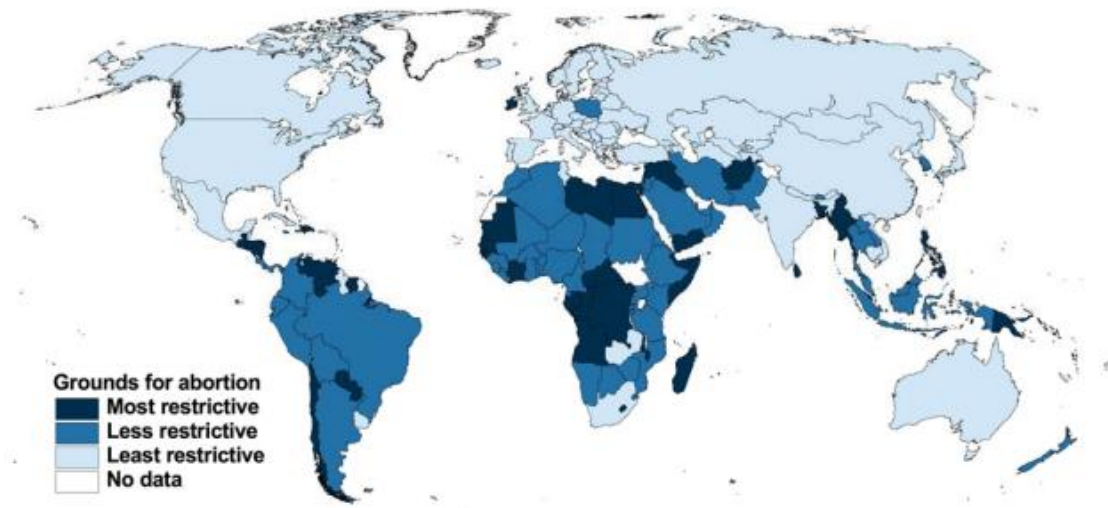 Grounds for abortion
Most restrictive
Less restrictive
Least restrictive
No data